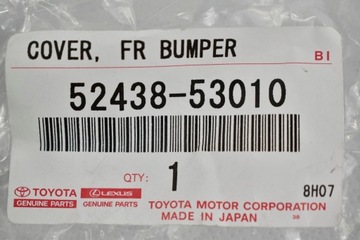 COVER, FR BUMPER
BI
52438-53010
QTY: 1
8H07
TOYOTA
GENUINE PARTS
LEXUS
GENUINE PARTS
TOYOTA MOTOR CORPORATION
MADE IN JAPAN